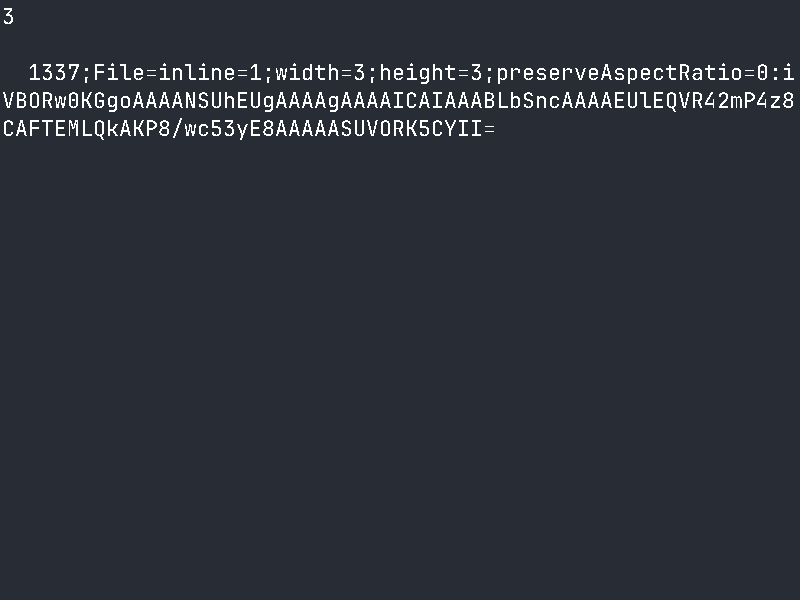 3
1337;File=inline=1;width=3;height=3;preserveAspectRatio=0:i
VBORw0KGgoAAAANSUhEUgAAAAgAAAAICAIAAABLbSncAAAAEUlEQVR42mP4z8
CAFTEMLQkAKP8/wc53yE8AAAAASUVORK5CYII=